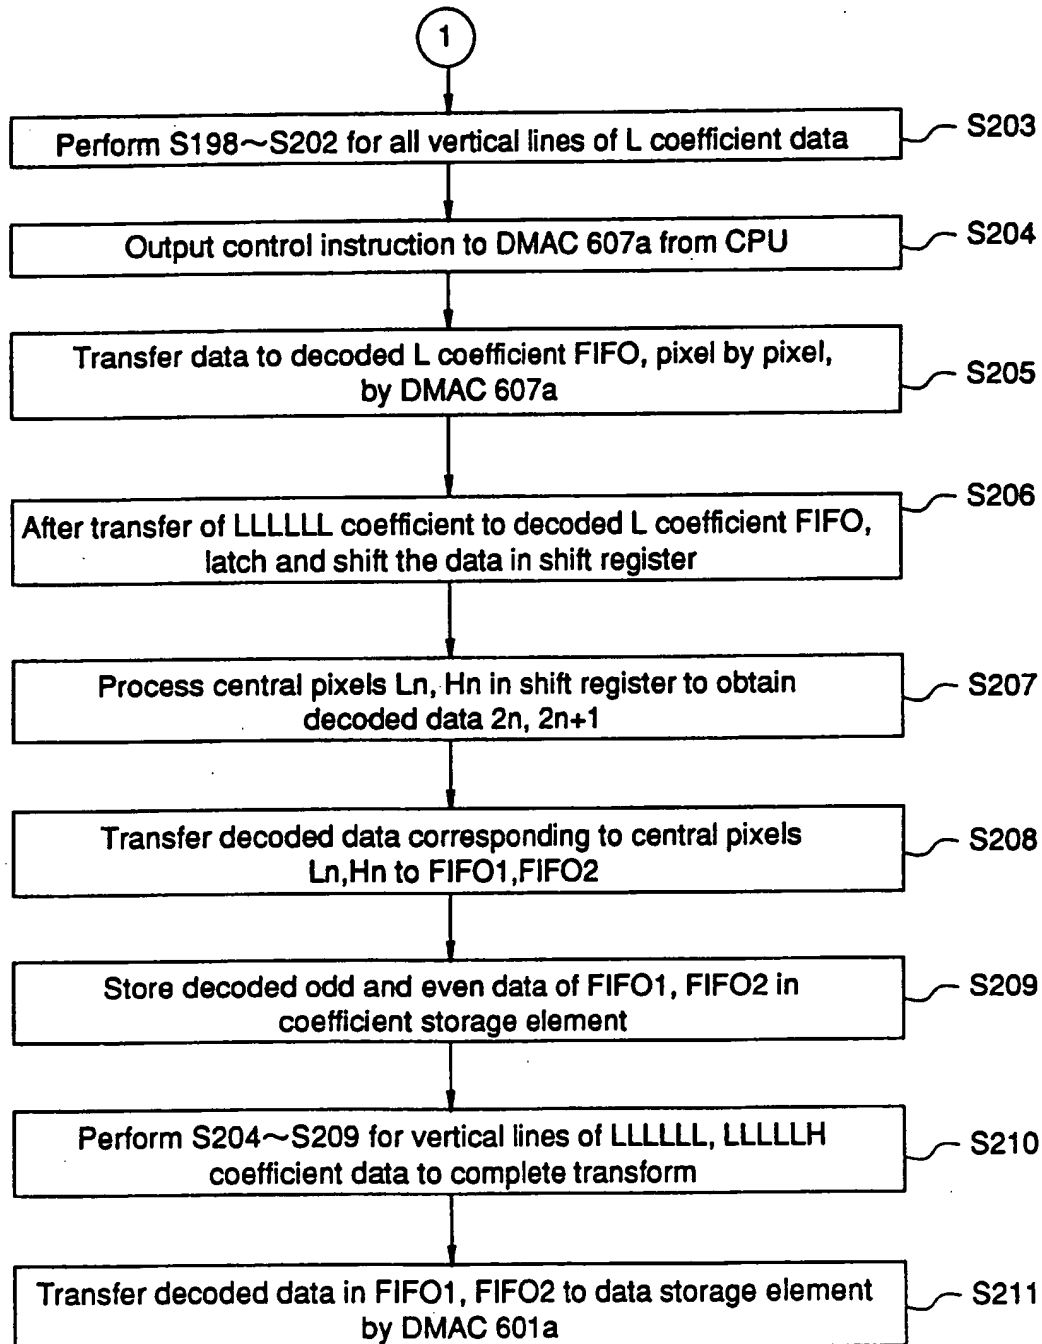 1
Perform S198~S202 for all vertical lines of L coefficient data
S203
Output control instruction to DMAC 607a from CPU
S204
Transfer data to decoded L coefficient FIFO, pixel by pixel,
by DMAC 607a
S205
After transfer of LLLLLL coefficient to decoded L coefficient FIFO,
latch and shift the data in shift register
S206
Process central pixels Ln, Hn in shift register to obtain
decoded data 2n, 2n+1
S207
Transfer decoded data corresponding to central pixels
Ln,Hn to FIFO1,FIFO2
S208
Store decoded odd and even data of FIFO1, FIFO2 in
coefficient storage element
S209
Perform S204~S209 for vertical lines of LLLLLL, LLLLLH
coefficient data to complete transform
S210
Transfer decoded data in FIFO1, FIFO2 to data storage element
by DMAC 601a
S211